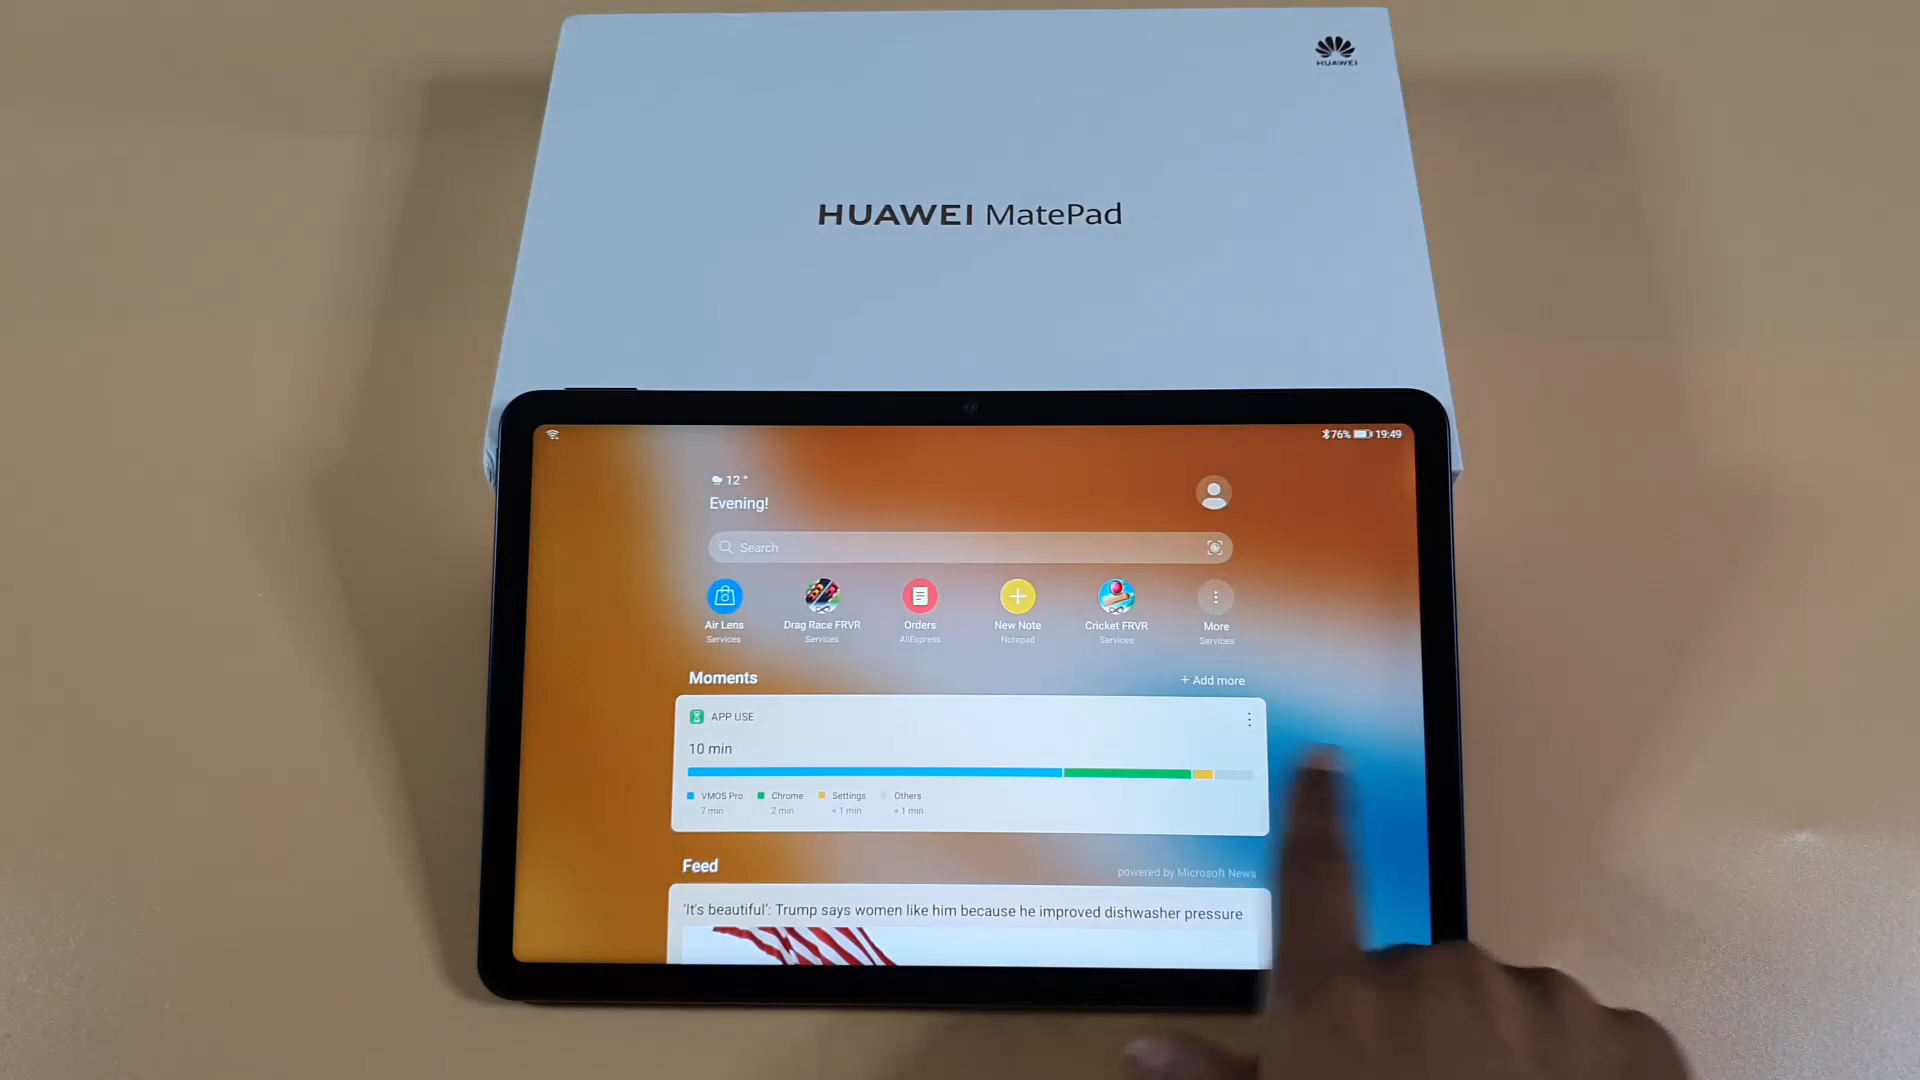 HUAWEI
HUAWEI MatePad
76% 19:49
12°
Evening!
Search
Air Lens
Services
Drag Race FRVR
Services
Orders
AliExpress
New Note
Notepad
Cricket FRVR
Services
More
Services
Moments
+ Add more
APP USE
10 min
VMOS Pro
7 min
Chrome
2 min
Settings
< 1 min
Others
< 1 min
Feed
powered by Microsoft News
'It's beautiful': Trump says women like him because he improved dishwasher pressure